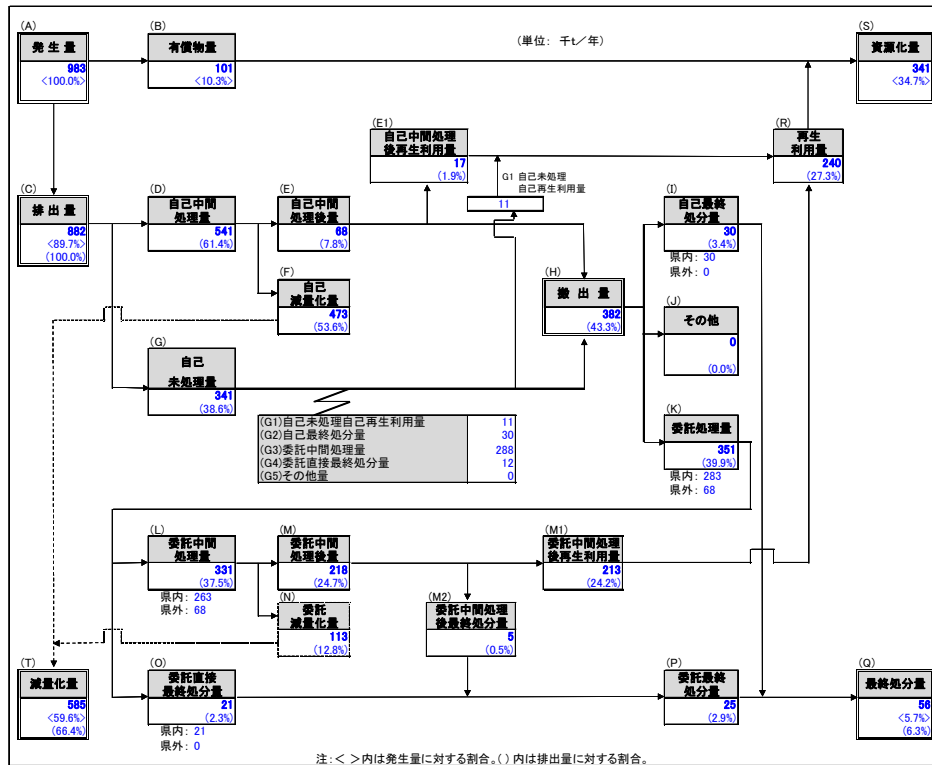 (A)
発生量
983
<100.0%>
(B)
有償物量
101
<10.3%>
(単位: 千t/年)
(S)
資源化量
341
<34.7%>
(E1)
自己中間処理
後再生利用量
17
(1.9%)
G1 自己未処理
自己再生利用量
11
(R)
再生
利用量
240
(27.3%)
(C)
排出量
882
<89.7%>
(100.0%)
(D)
自己中間
処理量
541
(61.4%)
(E)
自己中間
処理後量
68
(7.8%)
(I)
自己最終
処分量
30
(3.4%)
県内: 30
県外: 0
(F)
自己
減量化量
473
(53.6%)
(H)
搬出量
382
(43.3%)
(J)
その他
0
(0.0%)
(G)
自己
未処理量
341
(38.6%)
(G1)自己未処理自己再生利用量 11
(G2)自己最終処分量 30
(G3)委託中間処理量 288
(G4)委託直接最終処分量 12
(G5)その他量 0
(K)
委託処理量
351
(39.9%)
県内: 283
県外: 68
(L)
委託中間
処理量
331
(37.5%)
県内: 263
県外: 68
(M)
委託中間
処理後量
218
(24.7%)
(M1)
委託中間処理
後再生利用量
213
(24.2%)
(N)
委託
減量化量
113
(12.8%)
(M2)
委託中間処理
後最終処分量
5
(0.5%)
(T)
減量化量
585
<59.6%>
(66.4%)
(O)
委託直接
最終処分量
21
(2.3%)
県内: 21
県外: 0
(P)
委託最終
処分量
25
(2.9%)
(Q)
最終処分量
56
<5.7%>
(6.3%)
注:< >内は発生量に対する割合。( )内は排出量に対する割合。